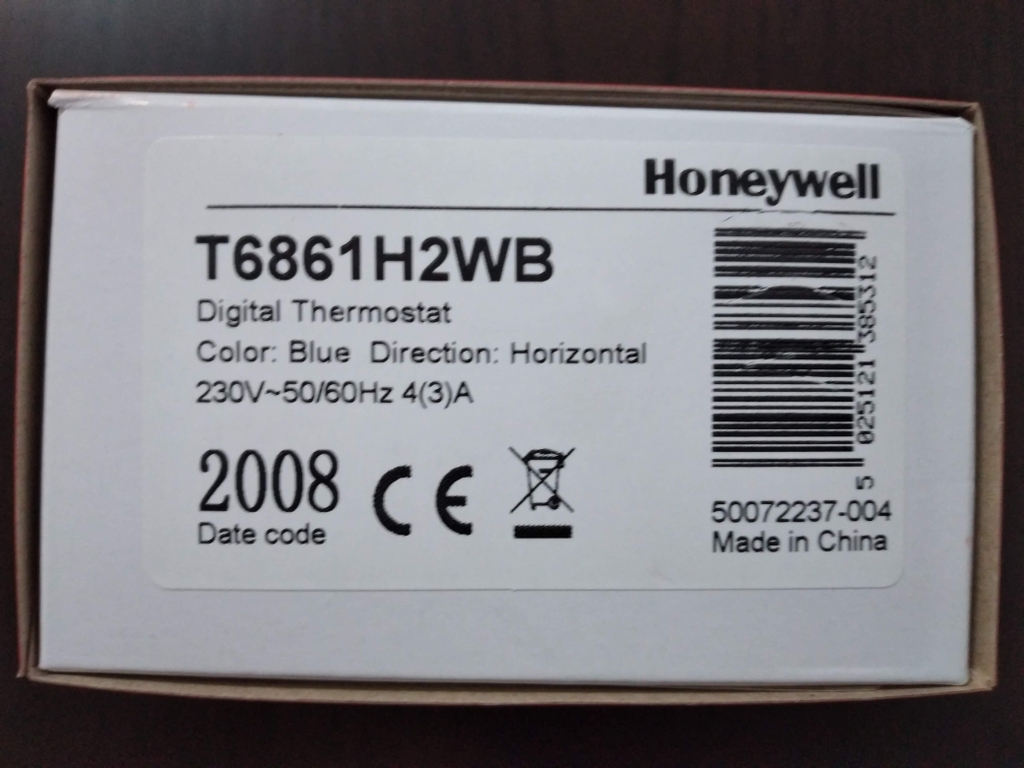 Honeywell
T6861H2WB
Digital Thermostat
Color: Blue Direction: Horizontal
230V~50/60Hz 4(3)A
2008
Date code
CE
5 025121 385312
50072237-004
Made in China